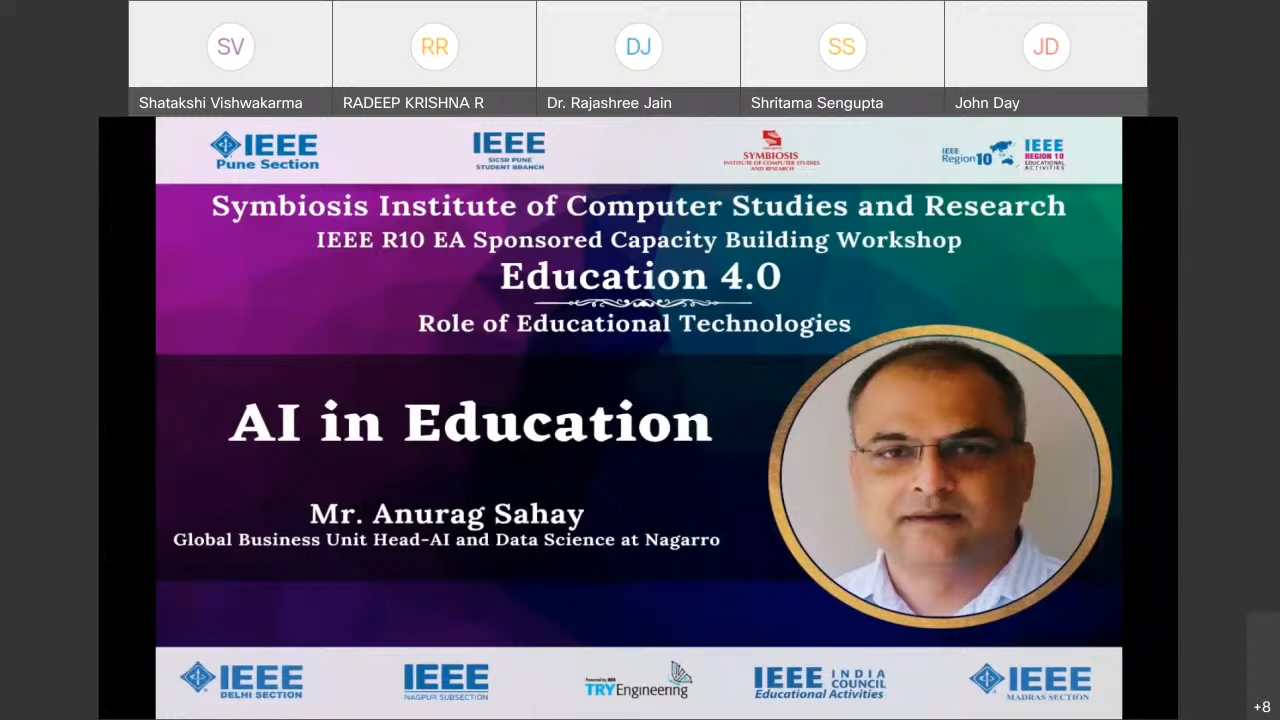 SV
RR
DJ
SS
JD
Shatakshi Vishwakarma
RADEEP KRISHNA R
Dr. Rajashree Jain
Shritama Sengupta
John Day
IEEE
Pune Section
IEEE
SICSR PUNE
STUDENT BRANCH
SYMBIOSIS
INSTITUTE OF COMPUTER STUDIES
AND RESEARCH
IEEE
Region 10
IEEE
REGION 10
EDUCATIONAL
ACTIVITIES
Symbiosis Institute of Computer Studies and Research
IEEE R10 EA Sponsored Capacity Building Workshop
Education 4.0
Role of Educational Technologies
AI in Education
Mr. Anurag Sahay
Global Business Unit Head-AI and Data Science at Nagarro
IEEE
DELHI SECTION
IEEE
NAGPUR SUBSECTION
Powered by IEEE
TRYEngineering
IEEE INDIA
COUNCIL
Educational Activities
IEEE
MADRAS SECTION
+8